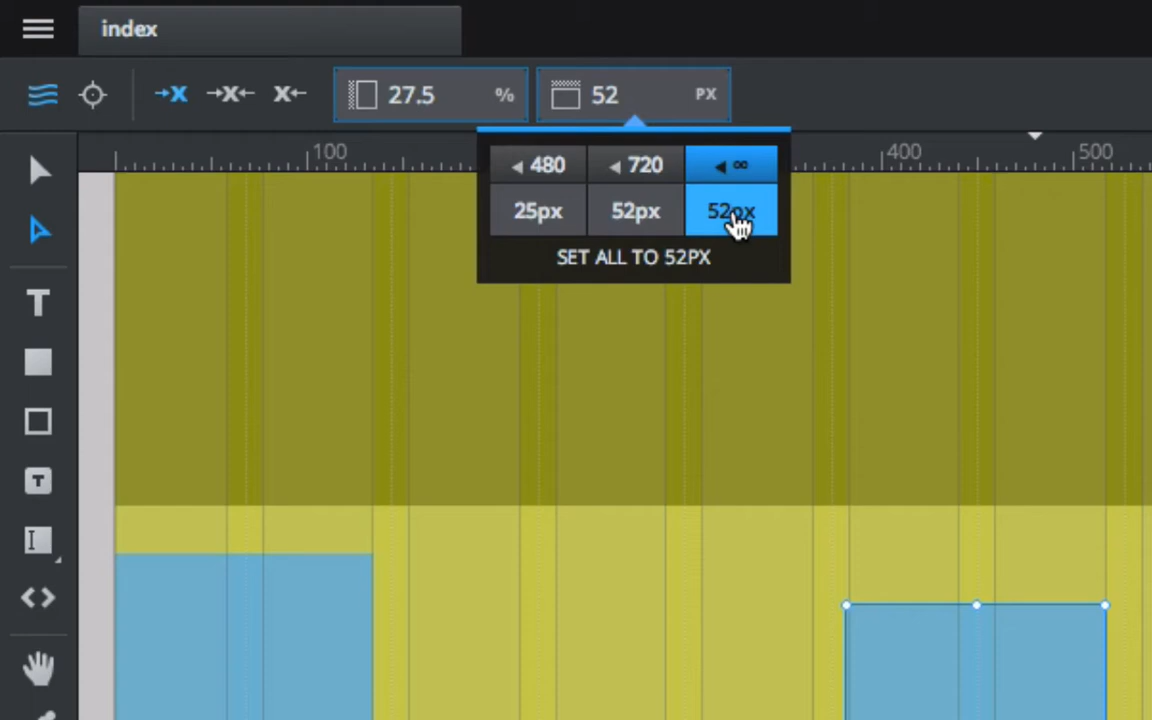 index
27.5 %
52 PX
480 720 ∞
25px 52px 52px
SET ALL TO 52PX
100 400 500
T
T